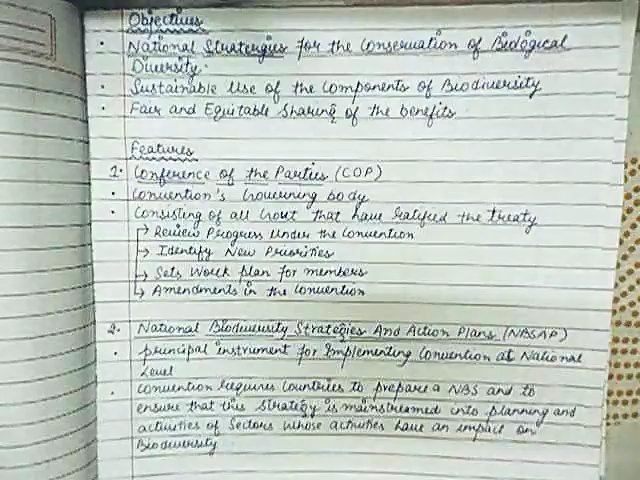 Objectives
• National Stratergies for the conservation of Biological
Diversity.
• Sustainable Use of the Components of Biodiversity
• Fair and Equitable Sharing of the benefits
Features
1. Conference of the Parties (COP)
• Convention's Governing body
• Consisting of all Govt that have ratified the treaty
→ Review Progress Under the Convention
→ Identify New Priorities
→ Sets Work plan for members
→ Amendments in the Convention
2. National Biodiversity Strategies And Action Plans (NBSAP)
• principal instrument for Implementing Convention at National
Level
• Convention Requires Countries to prepare a NBS and to
ensure that this strategy is mainstreamed into planning and
activities of Sectors whose activities have an impact on
Biodiversity